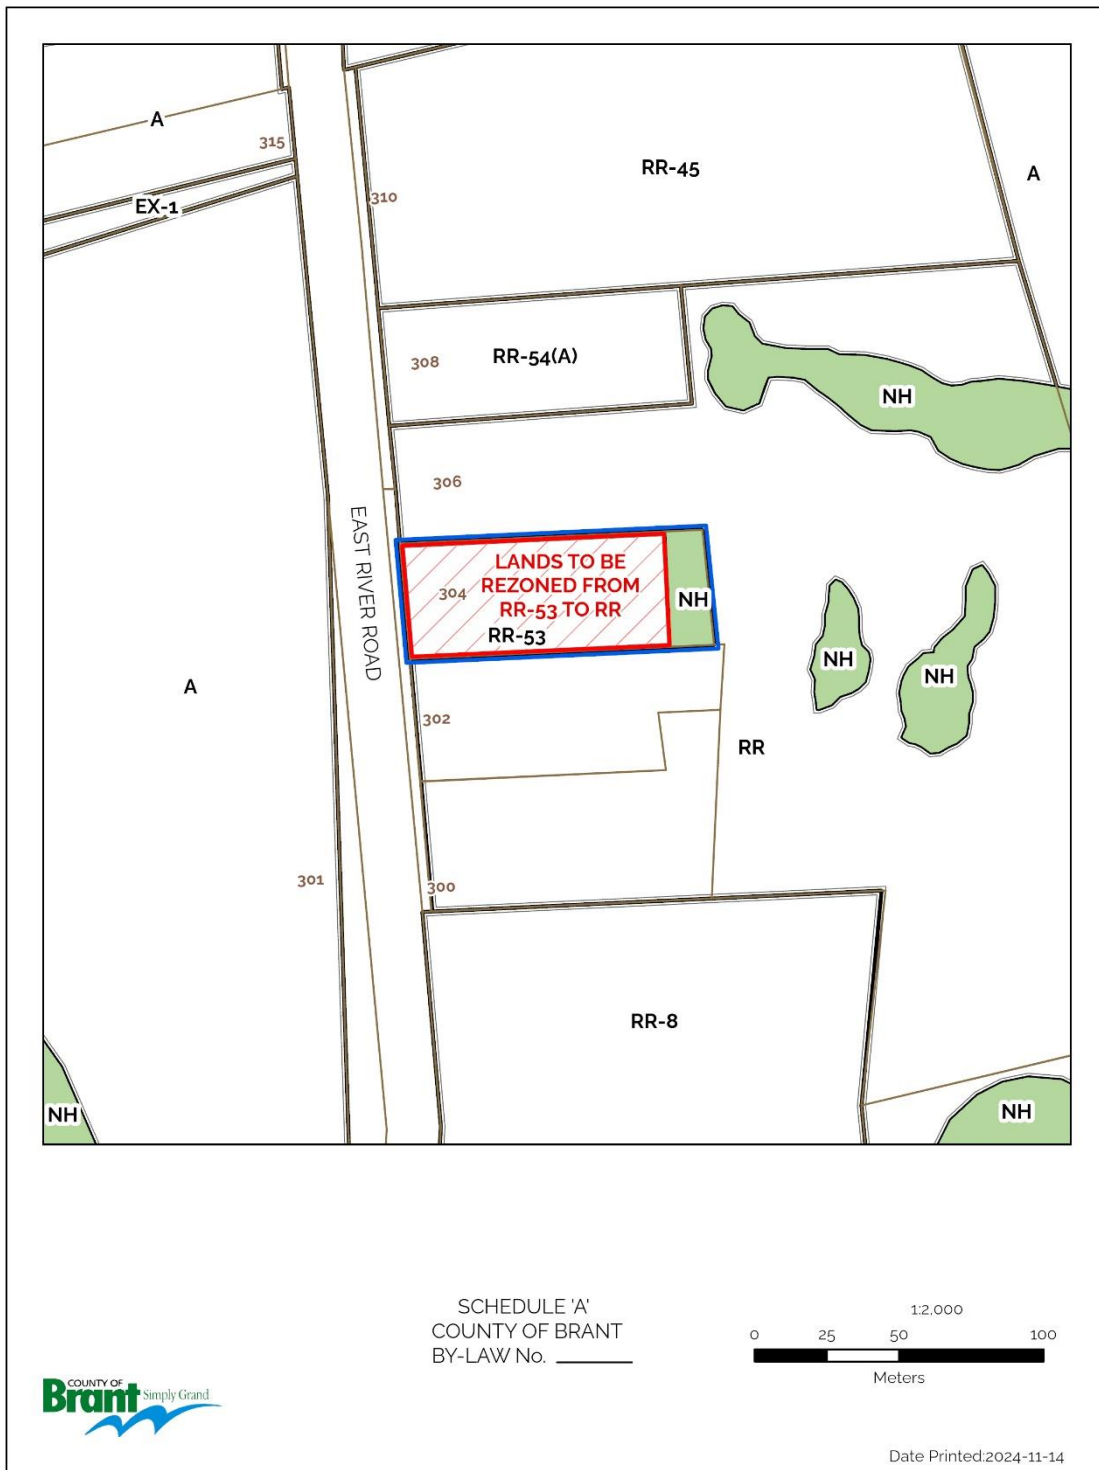 A
315
RR-45
A
310
EX-1
308
RR-54(A)
NH
306
EAST RIVER ROAD
LANDS TO BE
REZONED FROM
RR-53 TO RR
304
RR-53
NH
NH
NH
A
302
RR
301
300
RR-8
NH
NH
SCHEDULE 'A'
COUNTY OF BRANT
BY-LAW No. ________
1:2,000
0 25 50 100
Meters
COUNTY OF
Brant Simply Grand
Date Printed:2024-11-14